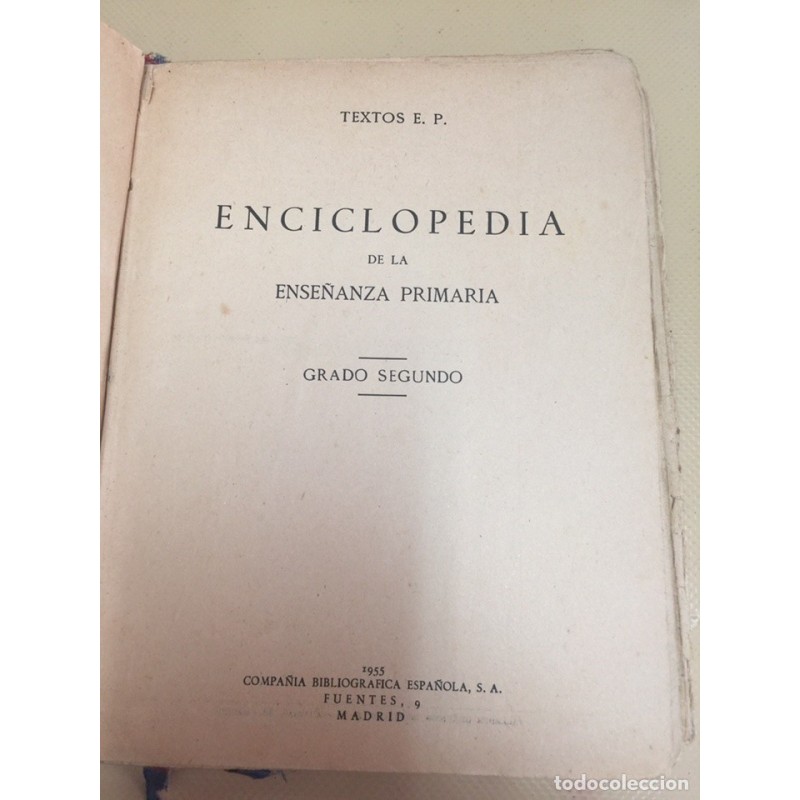 TEXTOS E. P.
ENCICLOPEDIA
DE LA
ENSEÑANZA PRIMARIA
GRADO SEGUNDO
1955
COMPAÑIA BIBLIOGRAFICA ESPAÑOLA, S. A.
FUENTES, 9
MADRID
todocoleccion